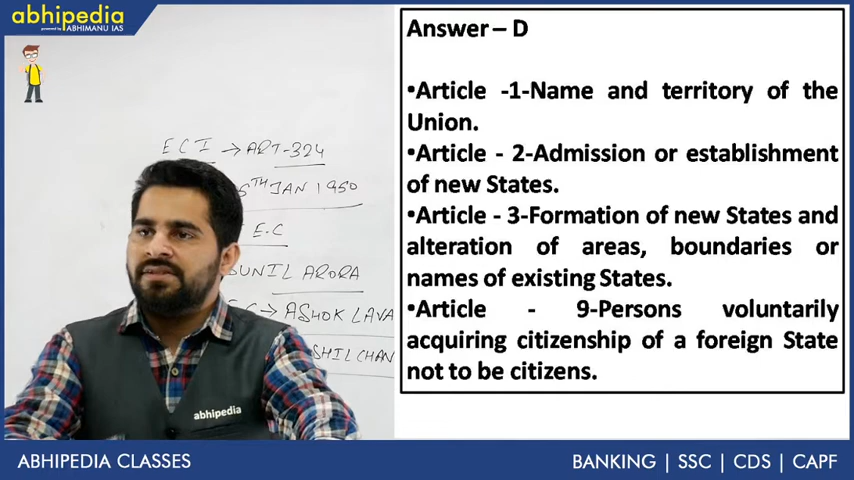 abhipedia
powered by ABHIMANU IAS
ECI → ART-324
TH JAN 1950
E.C
SUNIL ARORA
→ ASHOK LAVA
SHIL CHAN
abhipedia
Answer – D
•Article -1-Name and territory of the
Union.
•Article - 2-Admission or establishment
of new States.
•Article - 3-Formation of new States and
alteration of areas, boundaries or
names of existing States.
•Article - 9-Persons voluntarily
acquiring citizenship of a foreign State
not to be citizens.
ABHIPEDIA CLASSES
BANKING | SSC | CDS | CAPF